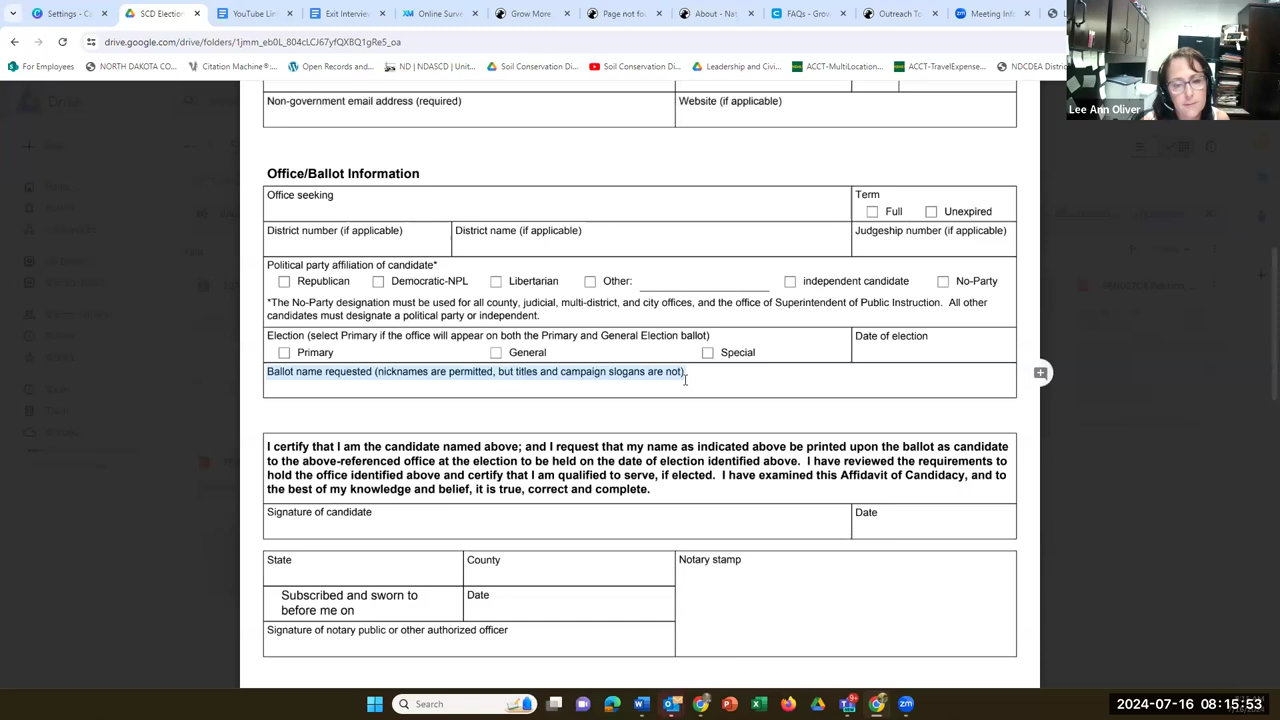 Settings - Ca
SCD Election
YouTube Lin
Exit Intervie
Online Surve
Grow More
Page not fo
About - Nat
FAQs - Grow
Outreach To
Meeting Info
drive.google.com/drive/folders/1jmm_eb0L_804cLCJ67yfQXBQ1gRe5_oa
For Employees
NORTH DAKOTA CO...
Citation Machine®:...
Open Records and...
ND | NDASCD | Unit...
Soil Conservation Di...
Soil Conservation Di...
Leadership and Civi...
ACCT-MultiLocation...
ACCT-TravelExpense...
NDCDEA District
Lee Ann Oliver
Drive
Non-government email address (required)
Website (if applicable)
Office/Ballot Information
Office seeking
Term
Full
Unexpired
District number (if applicable)
District name (if applicable)
Judgeship number (if applicable)
Political party affiliation of candidate*
Republican
Democratic-NPL
Libertarian
Other:
independent candidate
No-Party
*The No-Party designation must be used for all county, judicial, multi-district, and city offices, and the office of Superintendent of Public Instruction. All other
candidates must designate a political party or independent.
Election (select Primary if the office will appear on both the Primary and General Election ballot)
Date of election
Primary
General
Special
Ballot name requested (nicknames are permitted, but titles and campaign slogans are not)
I certify that I am the candidate named above; and I request that my name as indicated above be printed upon the ballot as candidate
to the above-referenced office at the election to be held on the date of election identified above. I have reviewed the requirements to
hold the office identified above and certify that I am qualified to serve, if elected. I have examined this Affidavit of Candidacy, and to
the best of my knowledge and belief, it is true, correct and complete.
Signature of candidate
Date
State
County
Notary stamp
Subscribed and sworn to
before me on
Date
Signature of notary public or other authorized officer
Search
2024-07-16 08:15:53